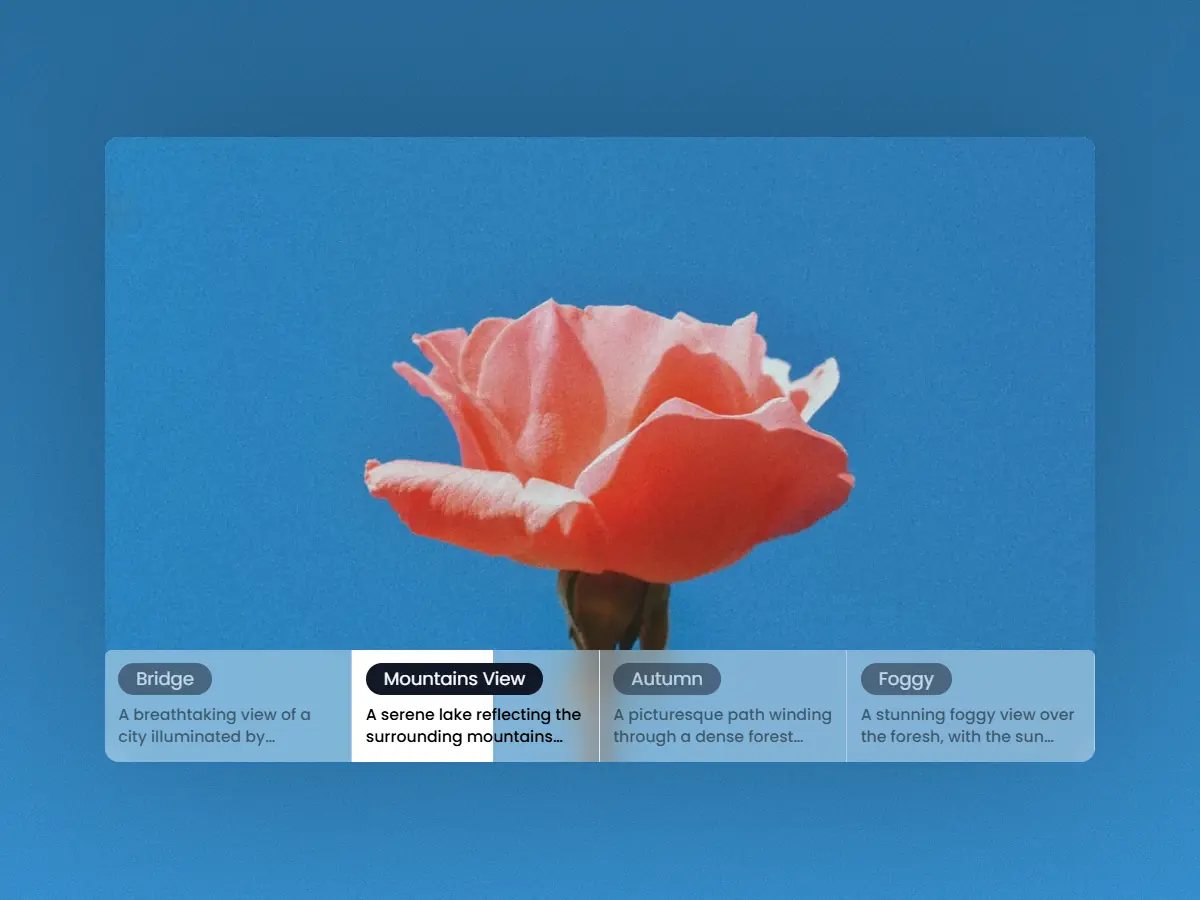 Bridge
A breathtaking view of a
city illuminated by...
Mountains View
A serene lake reflecting the
surrounding mountains...
Autumn
A picturesque path winding
through a dense forest...
Foggy
A stunning foggy view over
the foresh, with the sun...